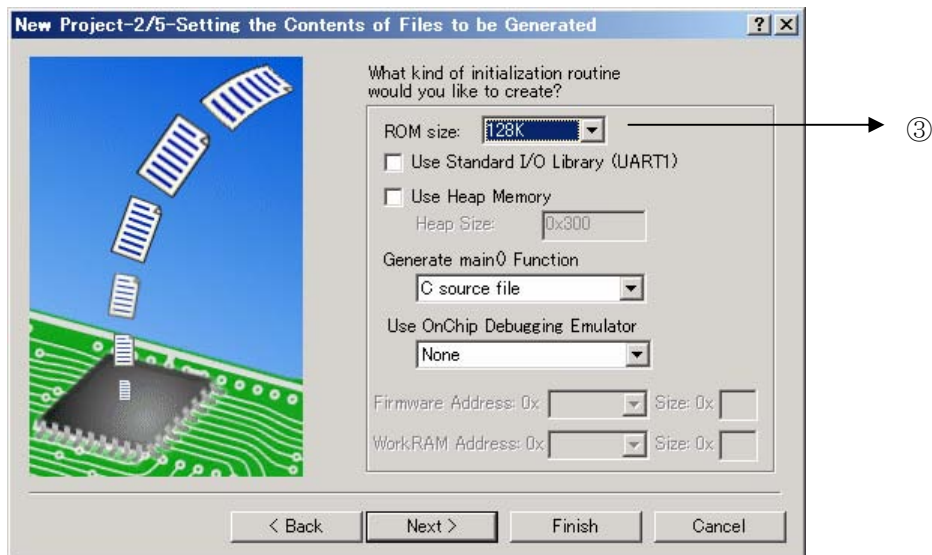 New Project-2/5-Setting the Contents of Files to be Generated
What kind of initialization routine
would you like to create?
ROM size: 128K
③
Use Standard I/O Library (UART1)
Use Heap Memory
Heap Size: 0x300
Generate main() Function
C source file
Use OnChip Debugging Emulator
None
Firmware Address: 0x Size: 0x
WorkRAM Address: 0x Size: 0x
< Back Next > Finish Cancel